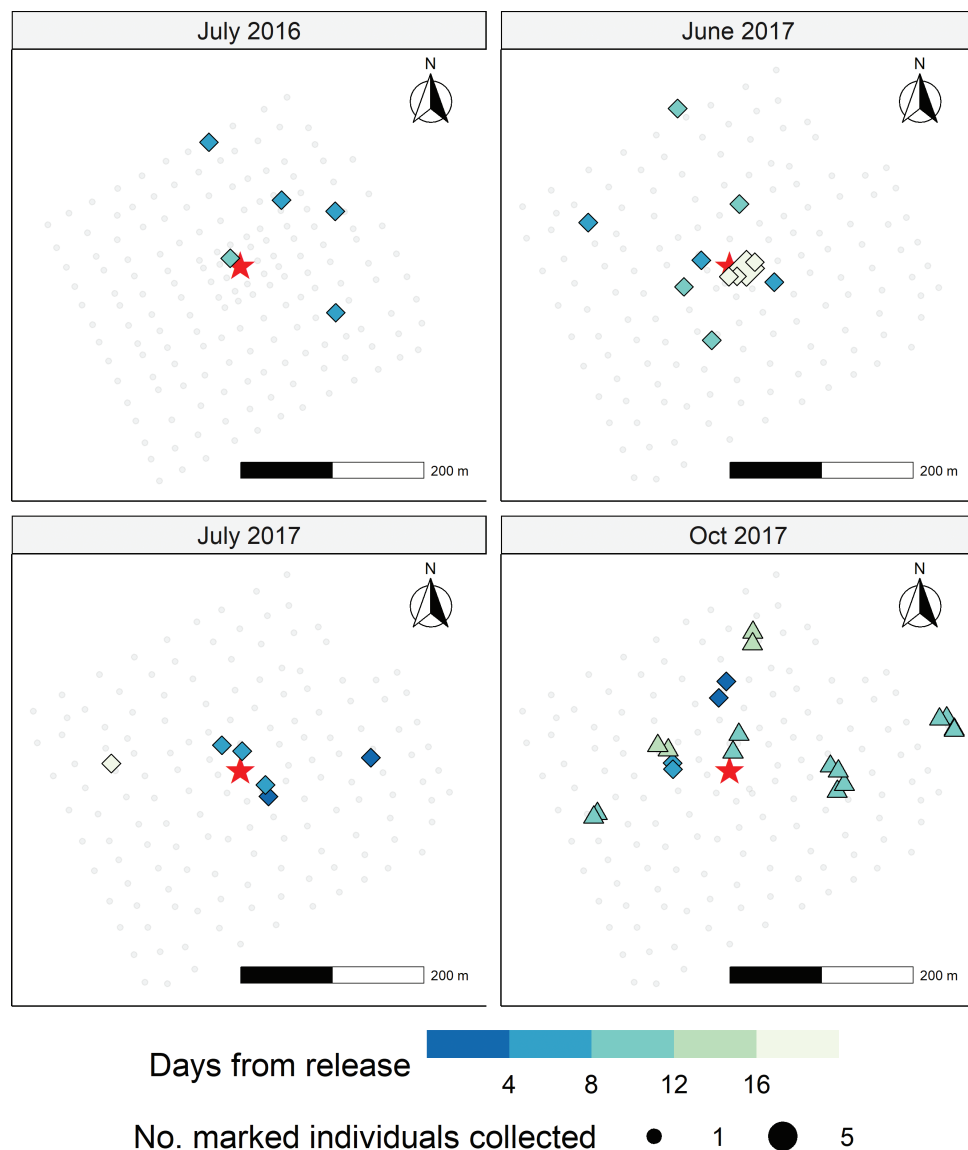 July 2016
June 2017
N
N
200 m
200 m
July 2017
Oct 2017
N
N
200 m
200 m
Days from release
4 8 12 16
No. marked individuals collected 1 5